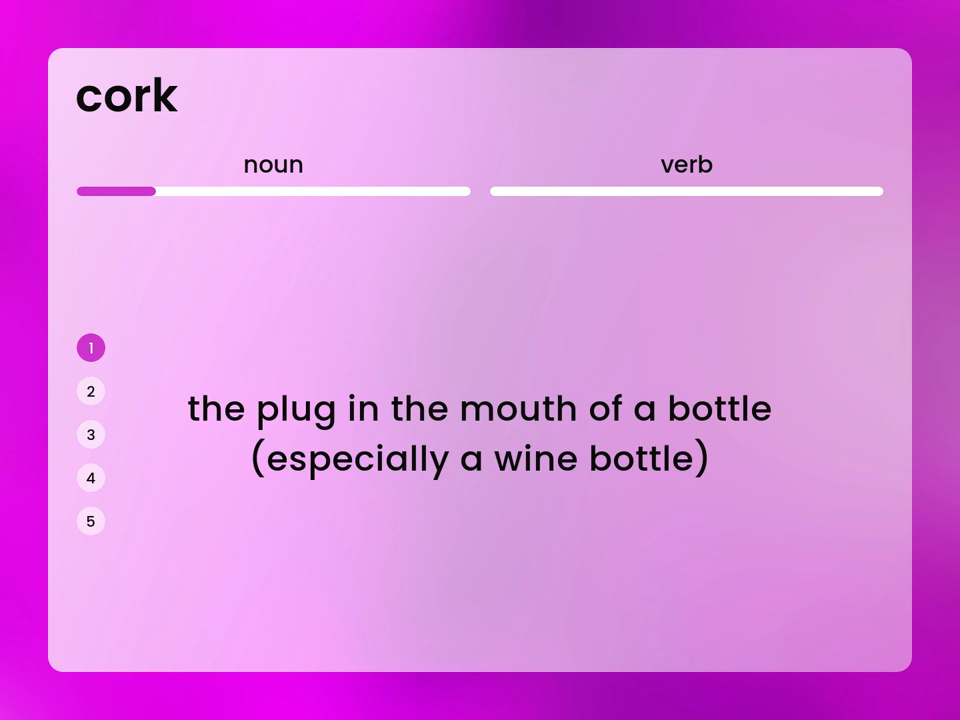 cork
noun
verb
1
2
3
4
5
the plug in the mouth of a bottle
(especially a wine bottle)